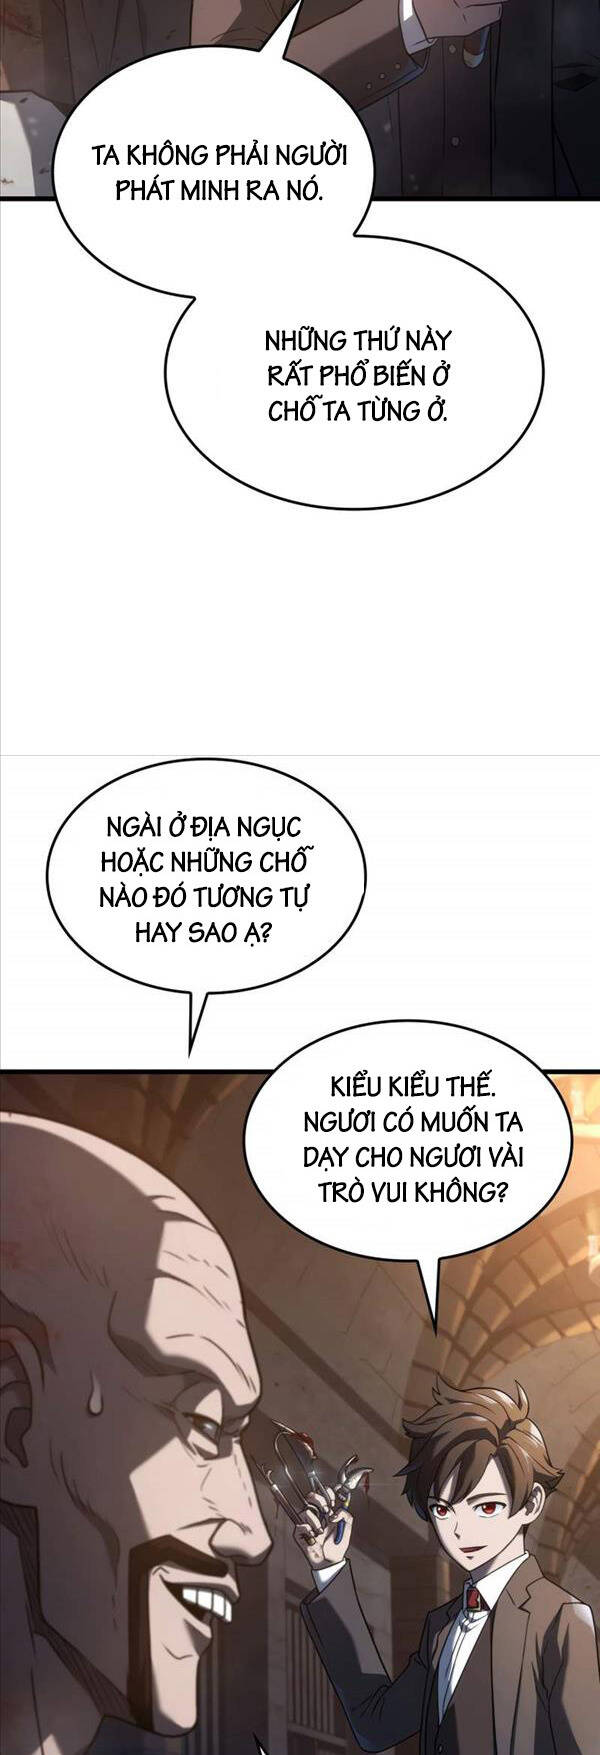 TA KHÔNG PHẢI NGƯỜI
PHÁT MINH RA NÓ.
NHỮNG THỨ NÀY
RẤT PHỔ BIẾN Ở
CHỖ TA TỪNG Ở.
NGÀI Ở ĐỊA NGỤC
HOẶC NHỮNG CHỖ
NÀO ĐÓ TƯƠNG TỰ
HAY SAO Ạ?
KIỂU KIỂU THẾ.
NGƯƠI CÓ MUỐN TA
DẠY CHO NGƯƠI VÀI
TRÒ VUI KHÔNG?